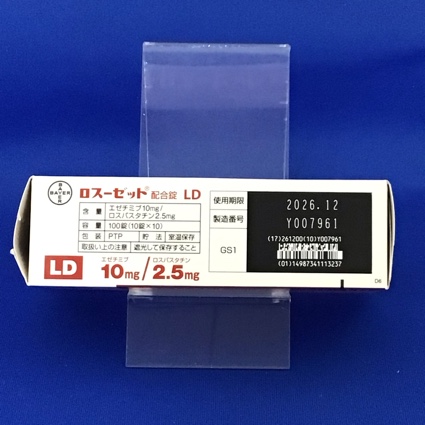 BAYER
ロスーゼット®配合錠 LD
含 量 エゼチミブ10mg/
ロスバスタチン2.5mg
容 量 100錠(10錠×10)
包 装 PTP 貯 法 室温保存
取扱い上の注意 遮光して保存すること
LD
エゼチミブ ロスバスタチン
10mg/2.5mg
使用期限 2026.12
製造番号 Y007961
GS1
(17)261200(10)Y007961
(01)14987341113237
D6